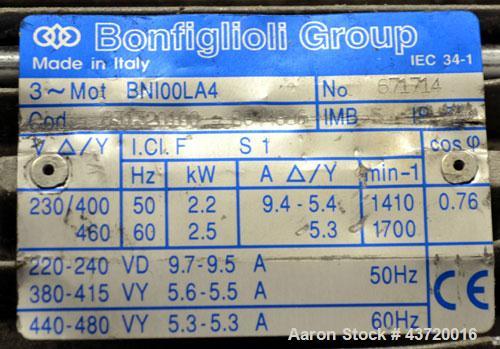 Bonfiglioli Group
Made in Italy IEC 34-1
3~Mot BN100LA4 No. 671714
Cod. IMB IP
V △/Y I.Cl. F S 1 cos φ
Hz kW A △/Y min-1
230/400 50 2.2 9.4 - 5.4 1410 0.76
460 60 2.5 5.3 1700
220-240 VD 9.7-9.5 A 50Hz
380-415 VY 5.6-5.5 A
440-480 VY 5.3-5.3 A 60Hz
CE
Aaron Stock # 43720016